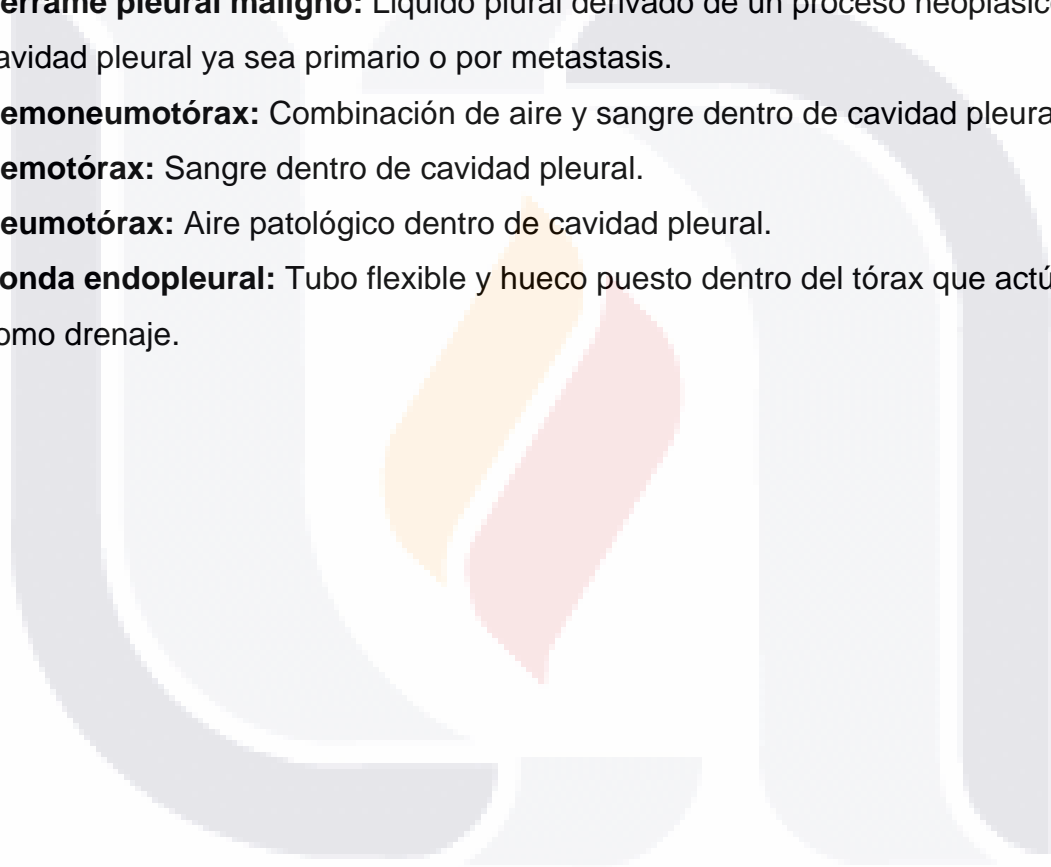 errame pleural maligno: Líquido plural derivado de un proceso neoplásico
avidad pleural ya sea primario o por metastasis.
emoneumotórax: Combinación de aire y sangre dentro de cavidad pleura
emotórax: Sangre dentro de cavidad pleural.
eumotórax: Aire patológico dentro de cavidad pleural.
onda endopleural: Tubo flexible y hueco puesto dentro del tórax que actú
omo drenaje.